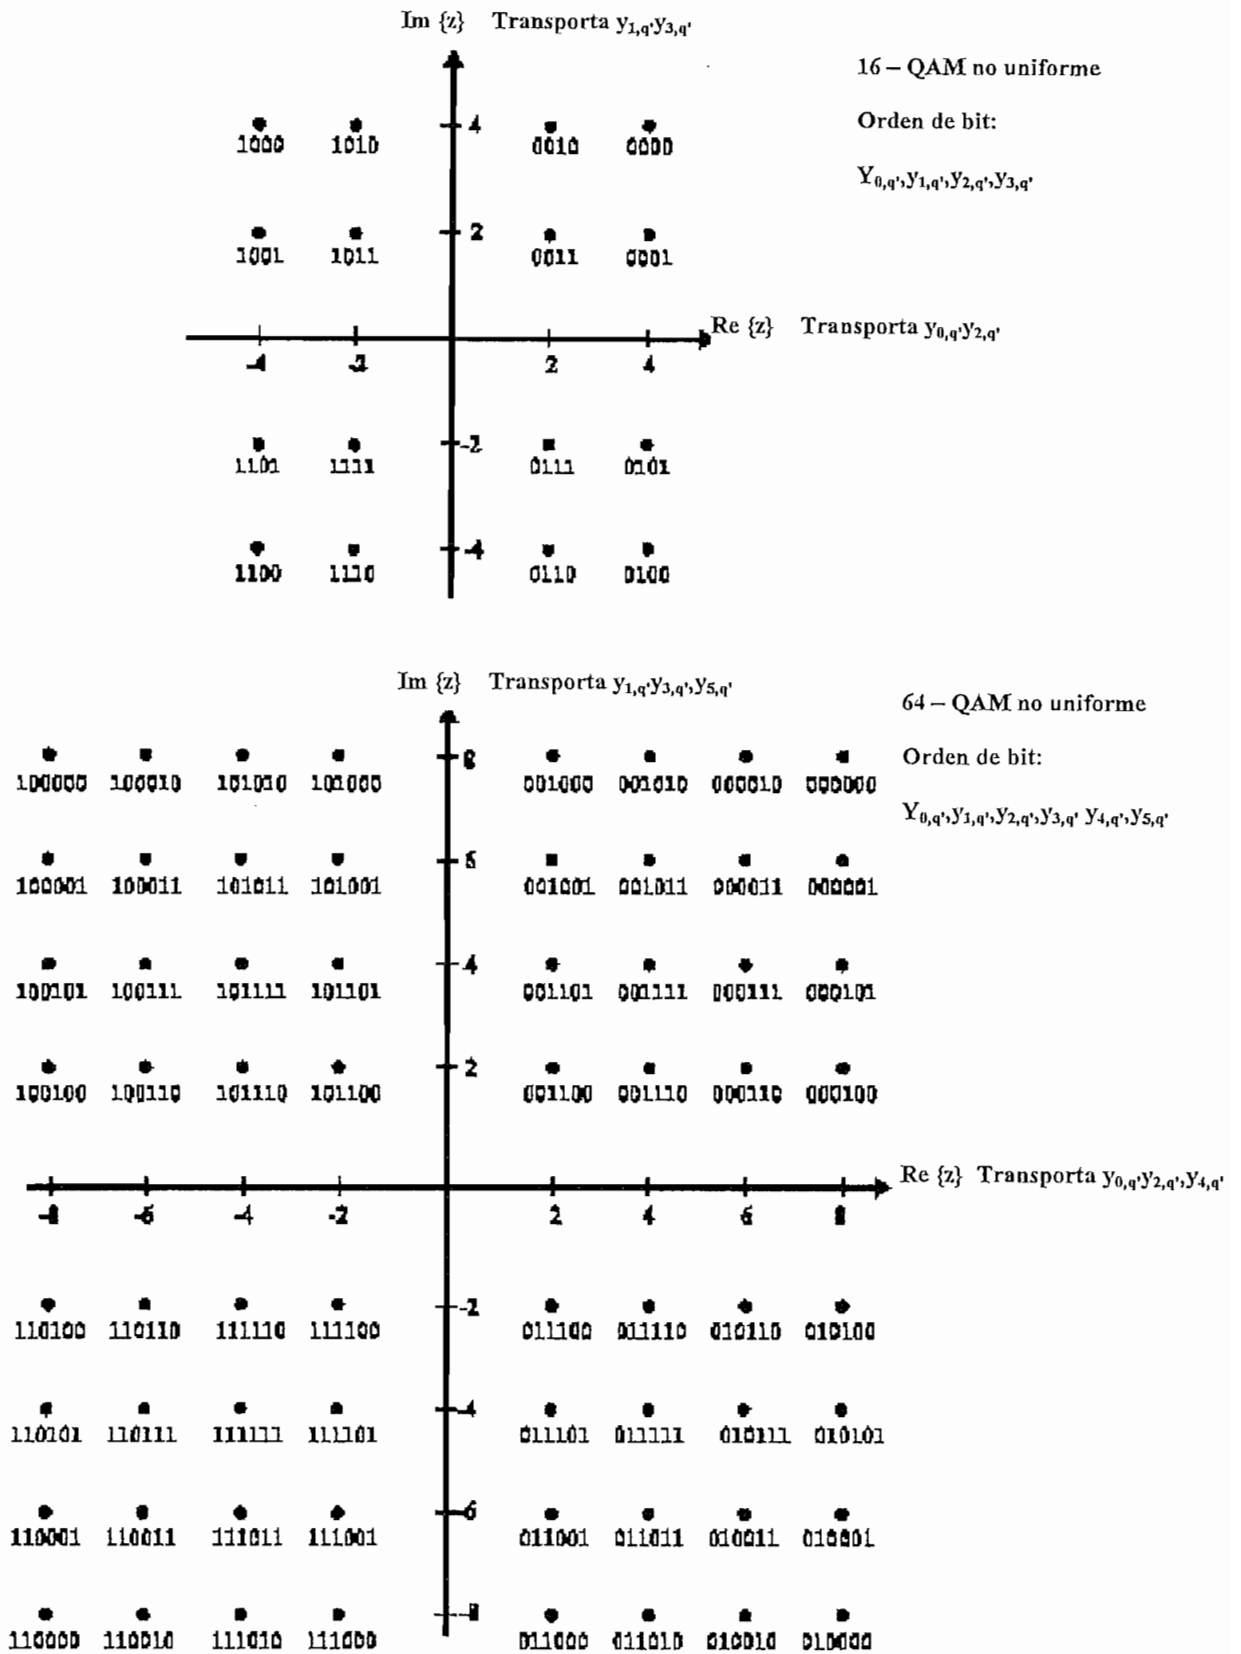 Im {z} Transporta y1,q'y3,q'
16 – QAM no uniforme
Orden de bit:
Y0,q',y1,q',y2,q',y3,q'
4
1000 1010 0010 0000
2
1001 1011 0011 0001
Re {z} Transporta y0,q'y2,q'
-4 -2 2 4
-2
1101 1111 0111 0101
-4
1100 1110 0110 0100
Im {z} Transporta y1,q'y3,q',y5,q'
64 – QAM no uniforme
Orden de bit:
Y0,q',y1,q',y2,q',y3,q' y4,q',y5,q'
8
100000 100010 101010 101000 001000 001010 000010 000000
6
100001 100011 101011 101001 001001 001011 000011 000001
4
100101 100111 101111 101101 001101 001111 000111 000101
2
100100 100110 101110 101100 001100 001110 000110 000100
Re {z} Transporta y0,q'y2,q',y4,q'
-8 -6 -4 -2 2 4 6 8
-2
110100 110110 111110 111100 011100 011110 010110 010100
-4
110101 110111 111111 111101 011101 011111 010111 010101
-6
110001 110011 111011 111001 011001 011011 010011 010001
-8
110000 110010 111010 111000 011000 011010 010010 010000